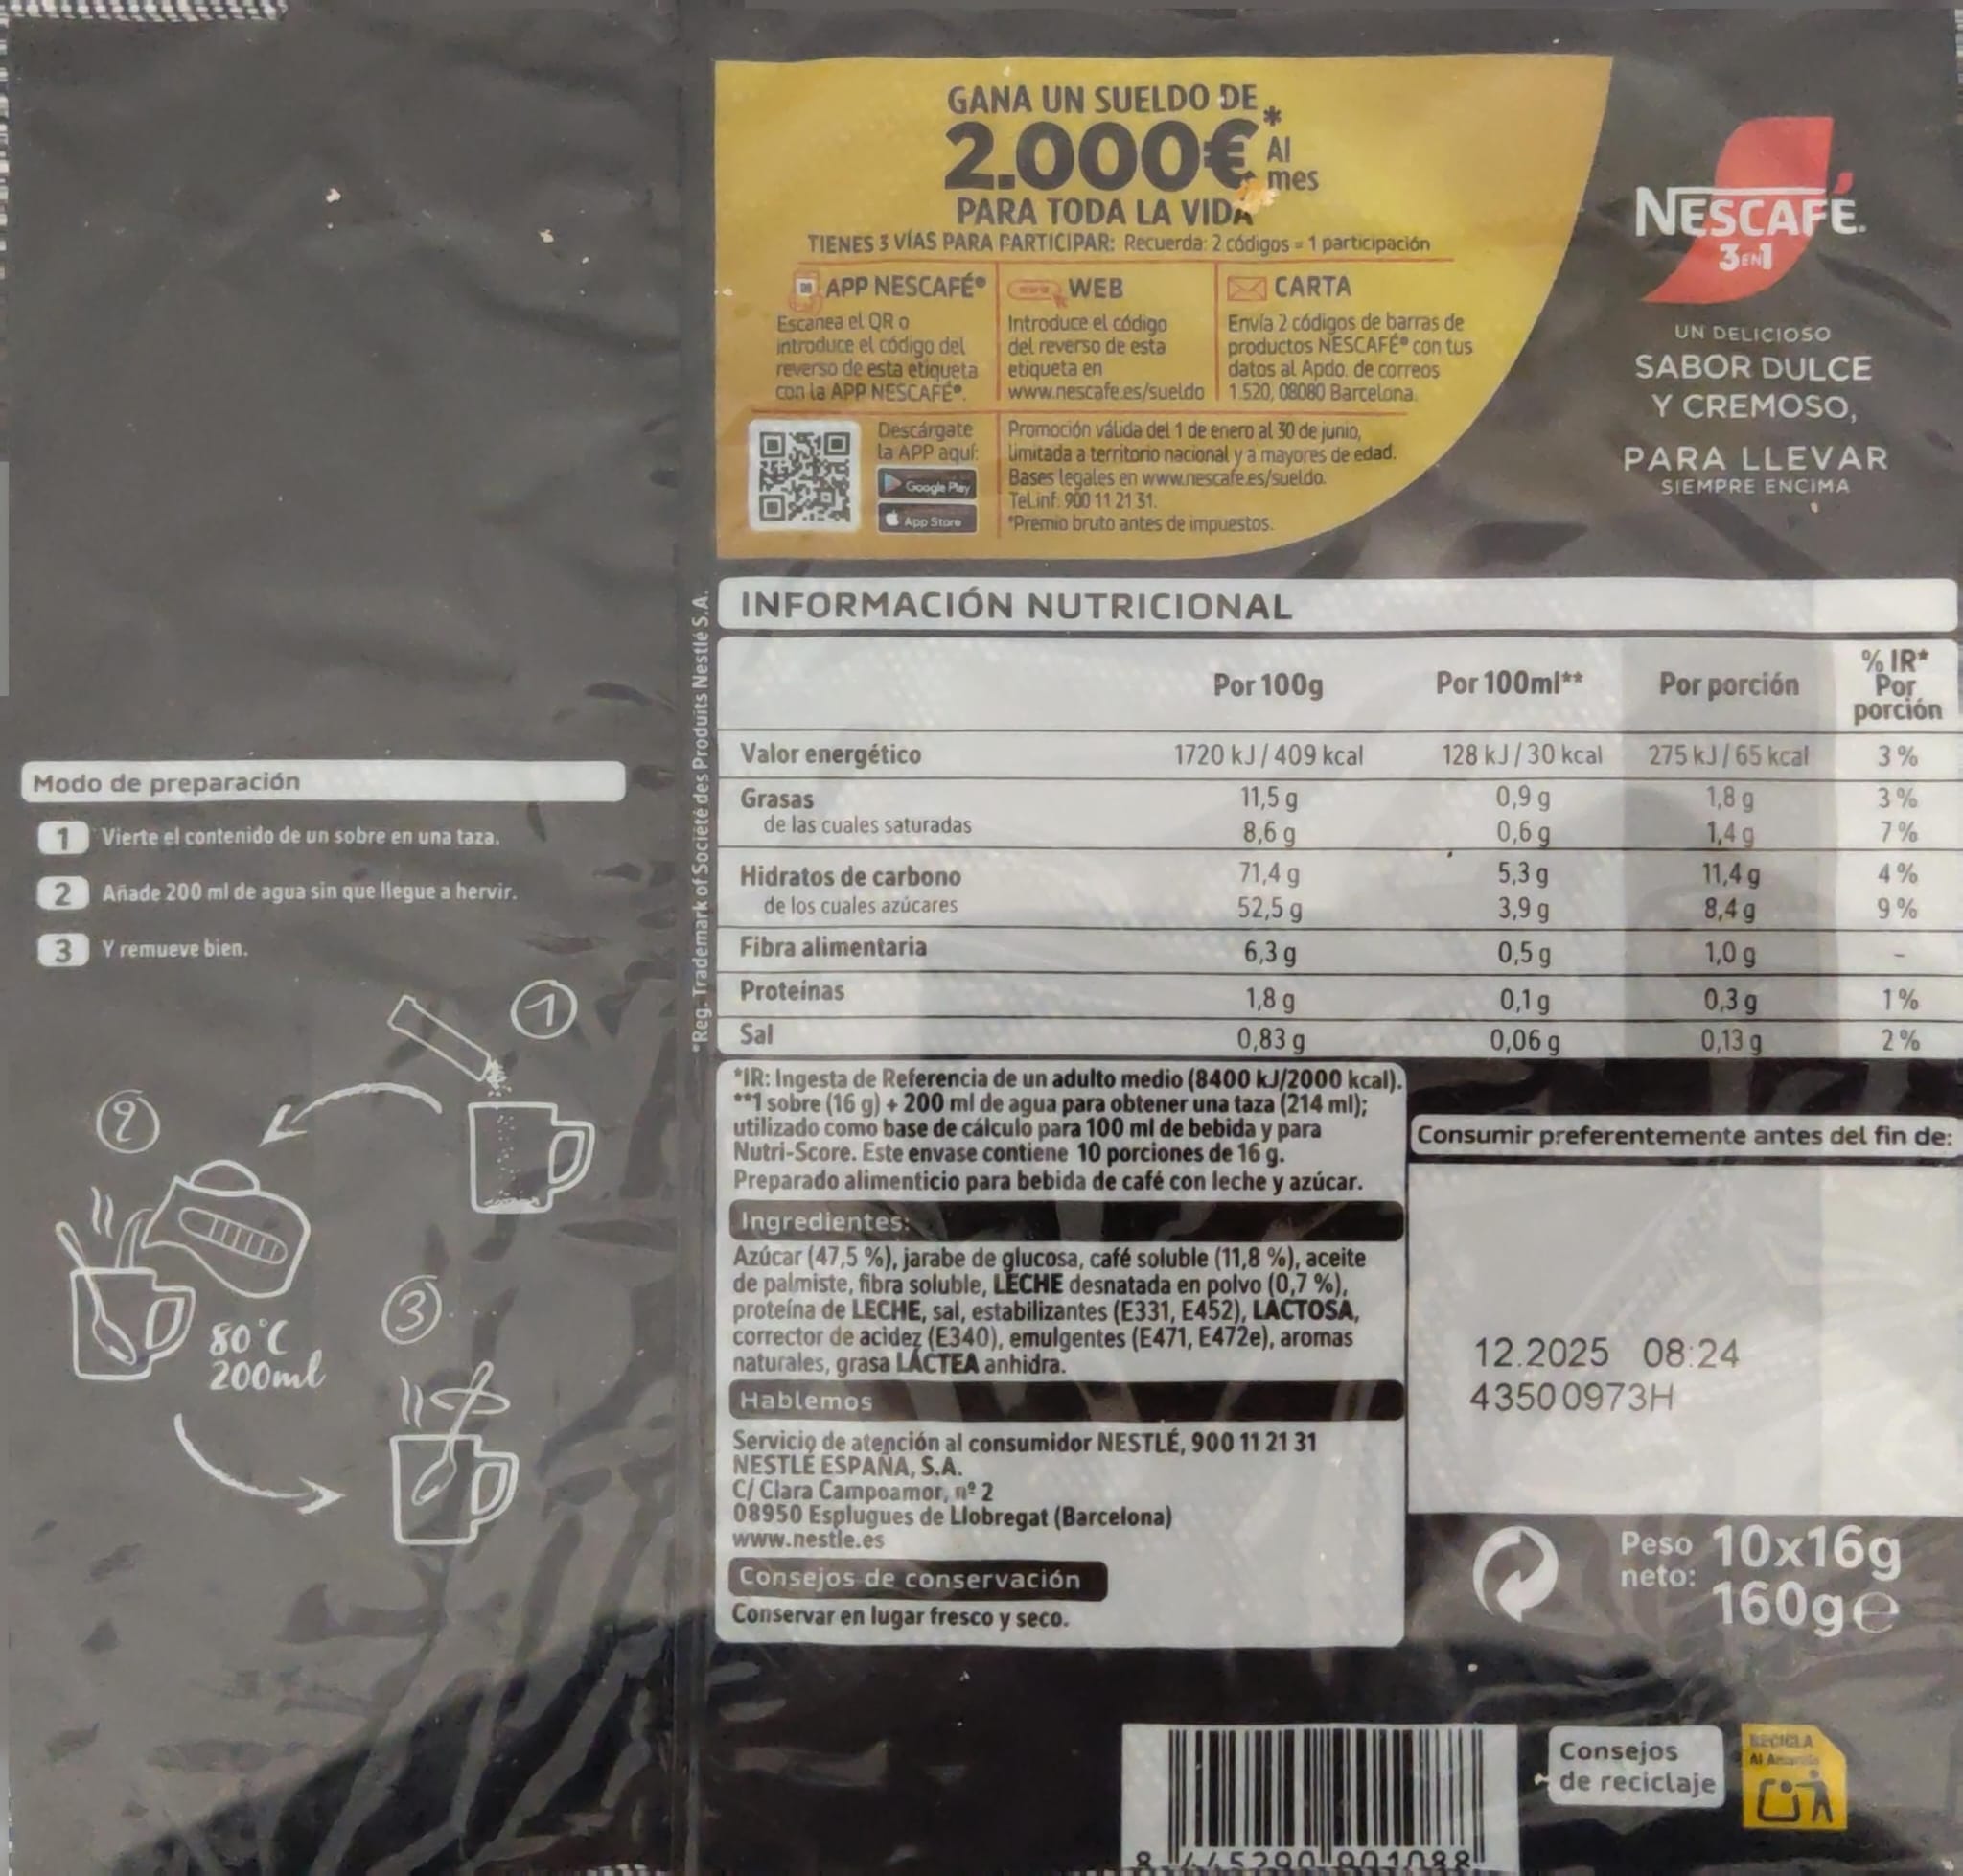 GANA UN SUELDO DE
2.000€* Al mes
PARA TODA LA VIDA
TIENES 3 VÍAS PARA PARTICIPAR: Recuerda: 2 códigos = 1 participación
APP NESCAFÉ®
Escanea el QR o
introduce el código del
reverso de esta etiqueta
con la APP NESCAFÉ®.
WEB
Introduce el código
del reverso de esta
etiqueta en
www.nescafe.es/sueldo
CARTA
Envía 2 códigos de barras de
productos NESCAFÉ® con tus
datos al Apdo. de correos
1.520, 08080 Barcelona.
Descárgate
la APP aquí:
Google Play
App Store
Promoción válida del 1 de enero al 30 de junio,
limitada a territorio nacional y a mayores de edad.
Bases legales en www.nescafe.es/sueldo.
Tel.inf: 900 11 21 31.
*Premio bruto antes de impuestos.
NESCAFÉ.
3 EN 1
UN DELICIOSO
SABOR DULCE
Y CREMOSO,
PARA LLEVAR
SIEMPRE ENCIMA
Modo de preparación
1 Vierte el contenido de un sobre en una taza.
2 Añade 200 ml de agua sin que llegue a hervir.
3 Y remueve bien.
1
2
80°C
200ml
3
*Reg. Trademark of Société des Produits Nestlé S.A.
INFORMACIÓN NUTRICIONAL
Por 100g Por 100ml** Por porción % IR* Por porción
Valor energético 1720 kJ / 409 kcal 128 kJ / 30 kcal 275 kJ / 65 kcal 3 %
Grasas 11,5 g 0,9 g 1,8 g 3 %
de las cuales saturadas 8,6 g 0,6 g 1,4 g 7 %
Hidratos de carbono 71,4 g 5,3 g 11,4 g 4 %
de los cuales azúcares 52,5 g 3,9 g 8,4 g 9 %
Fibra alimentaria 6,3 g 0,5 g 1,0 g -
Proteínas 1,8 g 0,1 g 0,3 g 1 %
Sal 0,83 g 0,06 g 0,13 g 2 %
*IR: Ingesta de Referencia de un adulto medio (8400 kJ/2000 kcal).
**1 sobre (16 g) + 200 ml de agua para obtener una taza (214 ml);
utilizado como base de cálculo para 100 ml de bebida y para
Nutri-Score. Este envase contiene 10 porciones de 16 g.
Preparado alimenticio para bebida de café con leche y azúcar.
Ingredientes:
Azúcar (47,5 %), jarabe de glucosa, café soluble (11,8 %), aceite
de palmiste, fibra soluble, LECHE desnatada en polvo (0,7 %),
proteína de LECHE, sal, estabilizantes (E331, E452), LACTOSA,
corrector de acidez (E340), emulgentes (E471, E472e), aromas
naturales, grasa LÁCTEA anhidra.
Hablemos
Servicio de atención al consumidor NESTLÉ, 900 11 21 31
NESTLÉ ESPAÑA, S.A.
C/ Clara Campoamor, nº 2
08950 Esplugues de Llobregat (Barcelona)
www.nestle.es
Consejos de conservación
Conservar en lugar fresco y seco.
Consumir preferentemente antes del fin de:
12.2025 08:24
43500973H
Peso neto: 10x16g
160g e
8 445290 901088
Consejos
de reciclaje
RECICLA
Al Amarillo